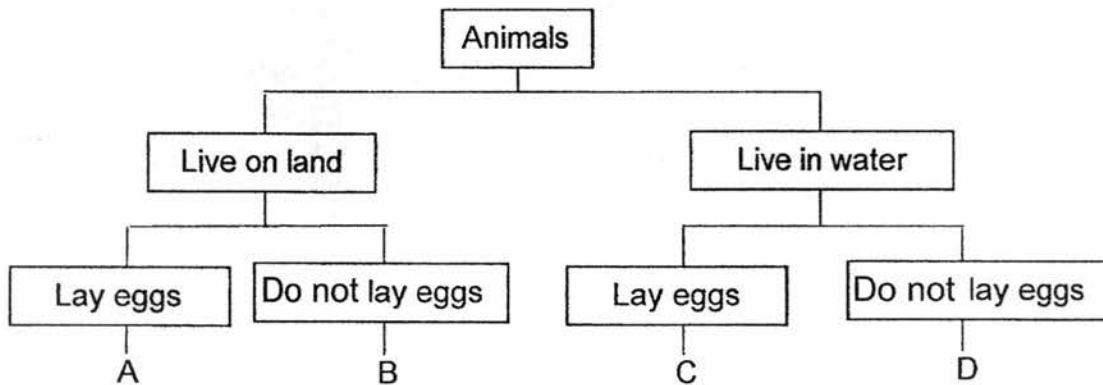 Animals
Live on land
Live in water
Lay eggs
Do not lay eggs
Lay eggs
Do not lay eggs
A
B
C
D